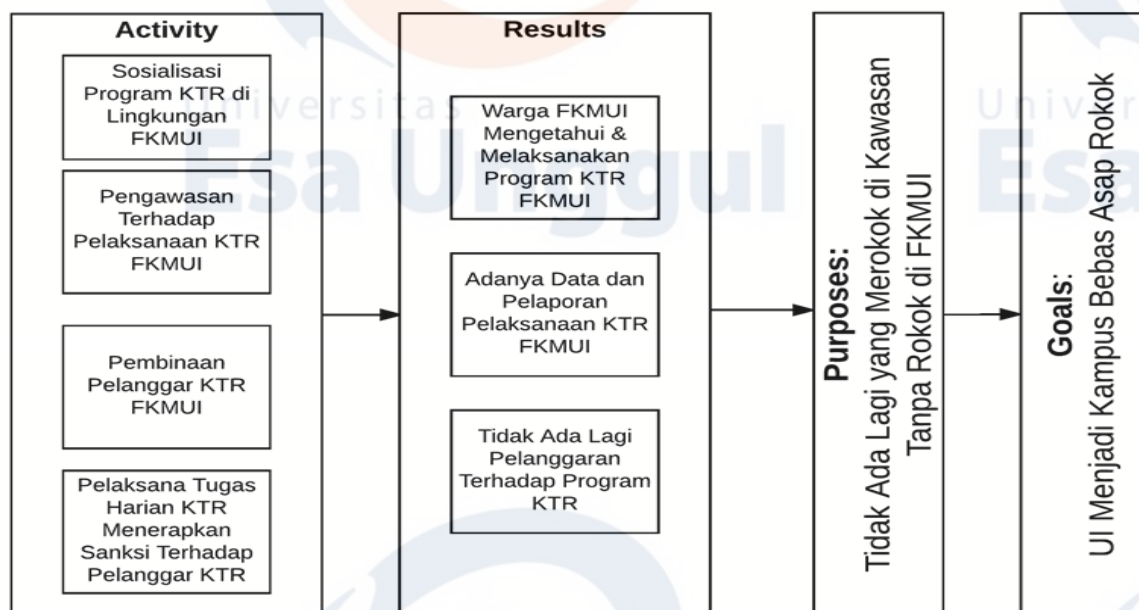 Activity
Sosialisasi
Program KTR di
Lingkungan
FKMUI
Pengawasan
Terhadap
Pelaksanaan KTR
FKMUI
Pembinaan
Pelanggar KTR
FKMUI
Pelaksana Tugas
Harian KTR
Menerapkan
Sanksi Terhadap
Pelanggar KTR
Results
Warga FKMUI
Mengetahui &
Melaksanakan
Program KTR
FKMUI
Adanya Data dan
Pelaporan
Pelaksanaan KTR
FKMUI
Tidak Ada Lagi
Pelanggaran
Terhadap Program
KTR
Purposes:
Tidak Ada Lagi yang Merokok di Kawasan
Tanpa Rokok di FKMUI
Goals:
UI Menjadi Kampus Bebas Asap Rokok
Universitas
Esa Unggul
Univer
Esa